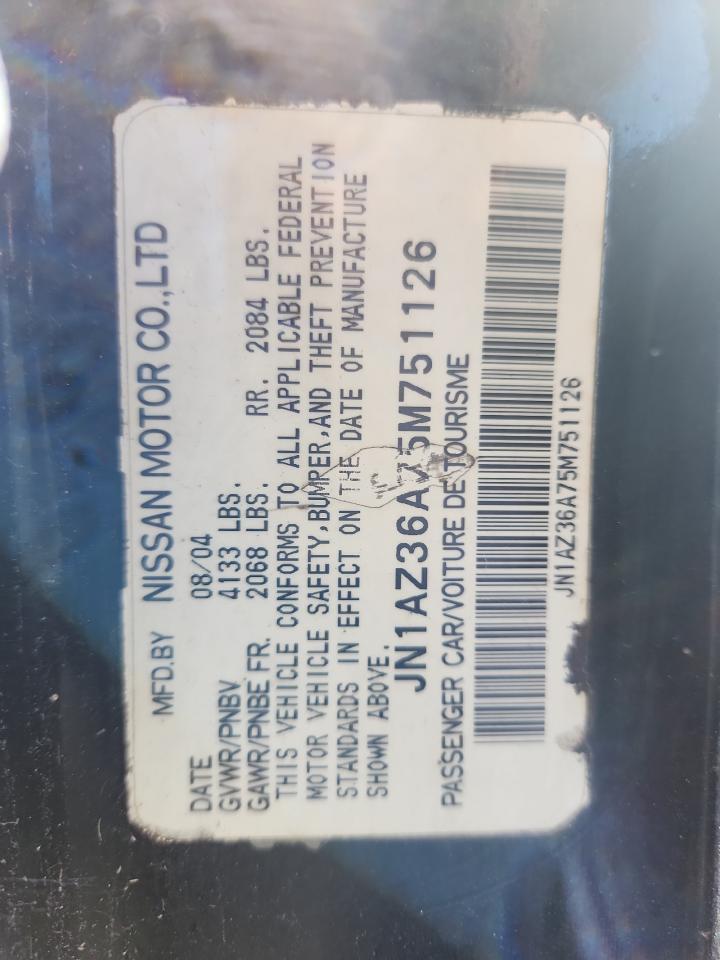 MFD.BY NISSAN MOTOR CO.,LTD
DATE 08/04
GVWR/PNBV 4133 LBS.
GAWR/PNBE FR. 2068 LBS. RR. 2084 LBS.
THIS VEHICLE CONFORMS TO ALL APPLICABLE FEDERAL
MOTOR VEHICLE SAFETY,BUMPER,AND THEFT PREVENTION
STANDARDS IN EFFECT ON THE DATE OF MANUFACTURE
SHOWN ABOVE.
JN1AZ36A75M751126
PASSENGER CAR/VOITURE DE TOURISME
JN1AZ36A75M751126